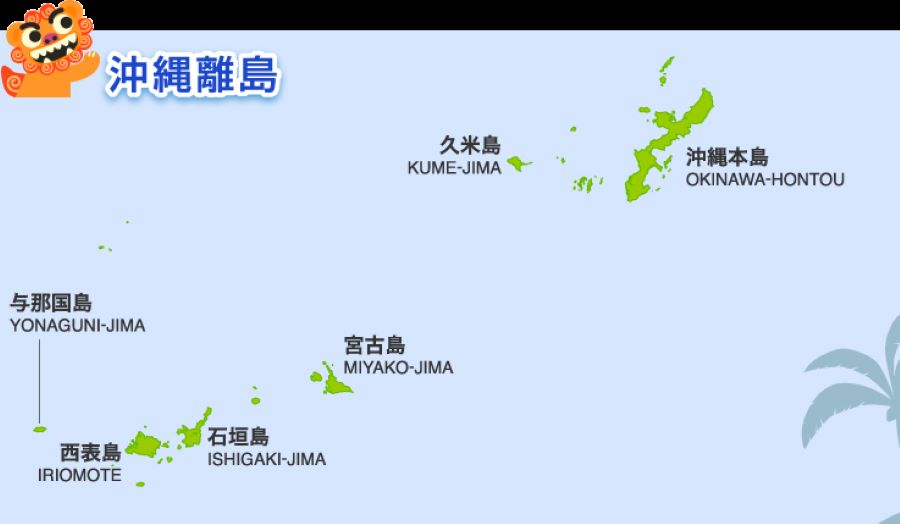 沖縄離島
久米島
KUME-JIMA
沖縄本島
OKINAWA-HONTOU
与那国島
YONAGUNI-JIMA
宮古島
MIYAKO-JIMA
石垣島
ISHIGAKI-JIMA
西表島
IRIOMOTE